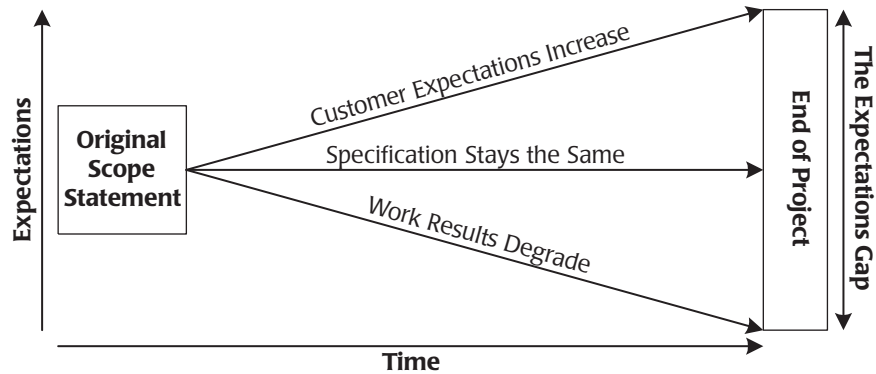 Expectations
Original
Scope
Statement
Customer Expectations Increase
Specification Stays the Same
Work Results Degrade
End of Project
The Expectations Gap
Time